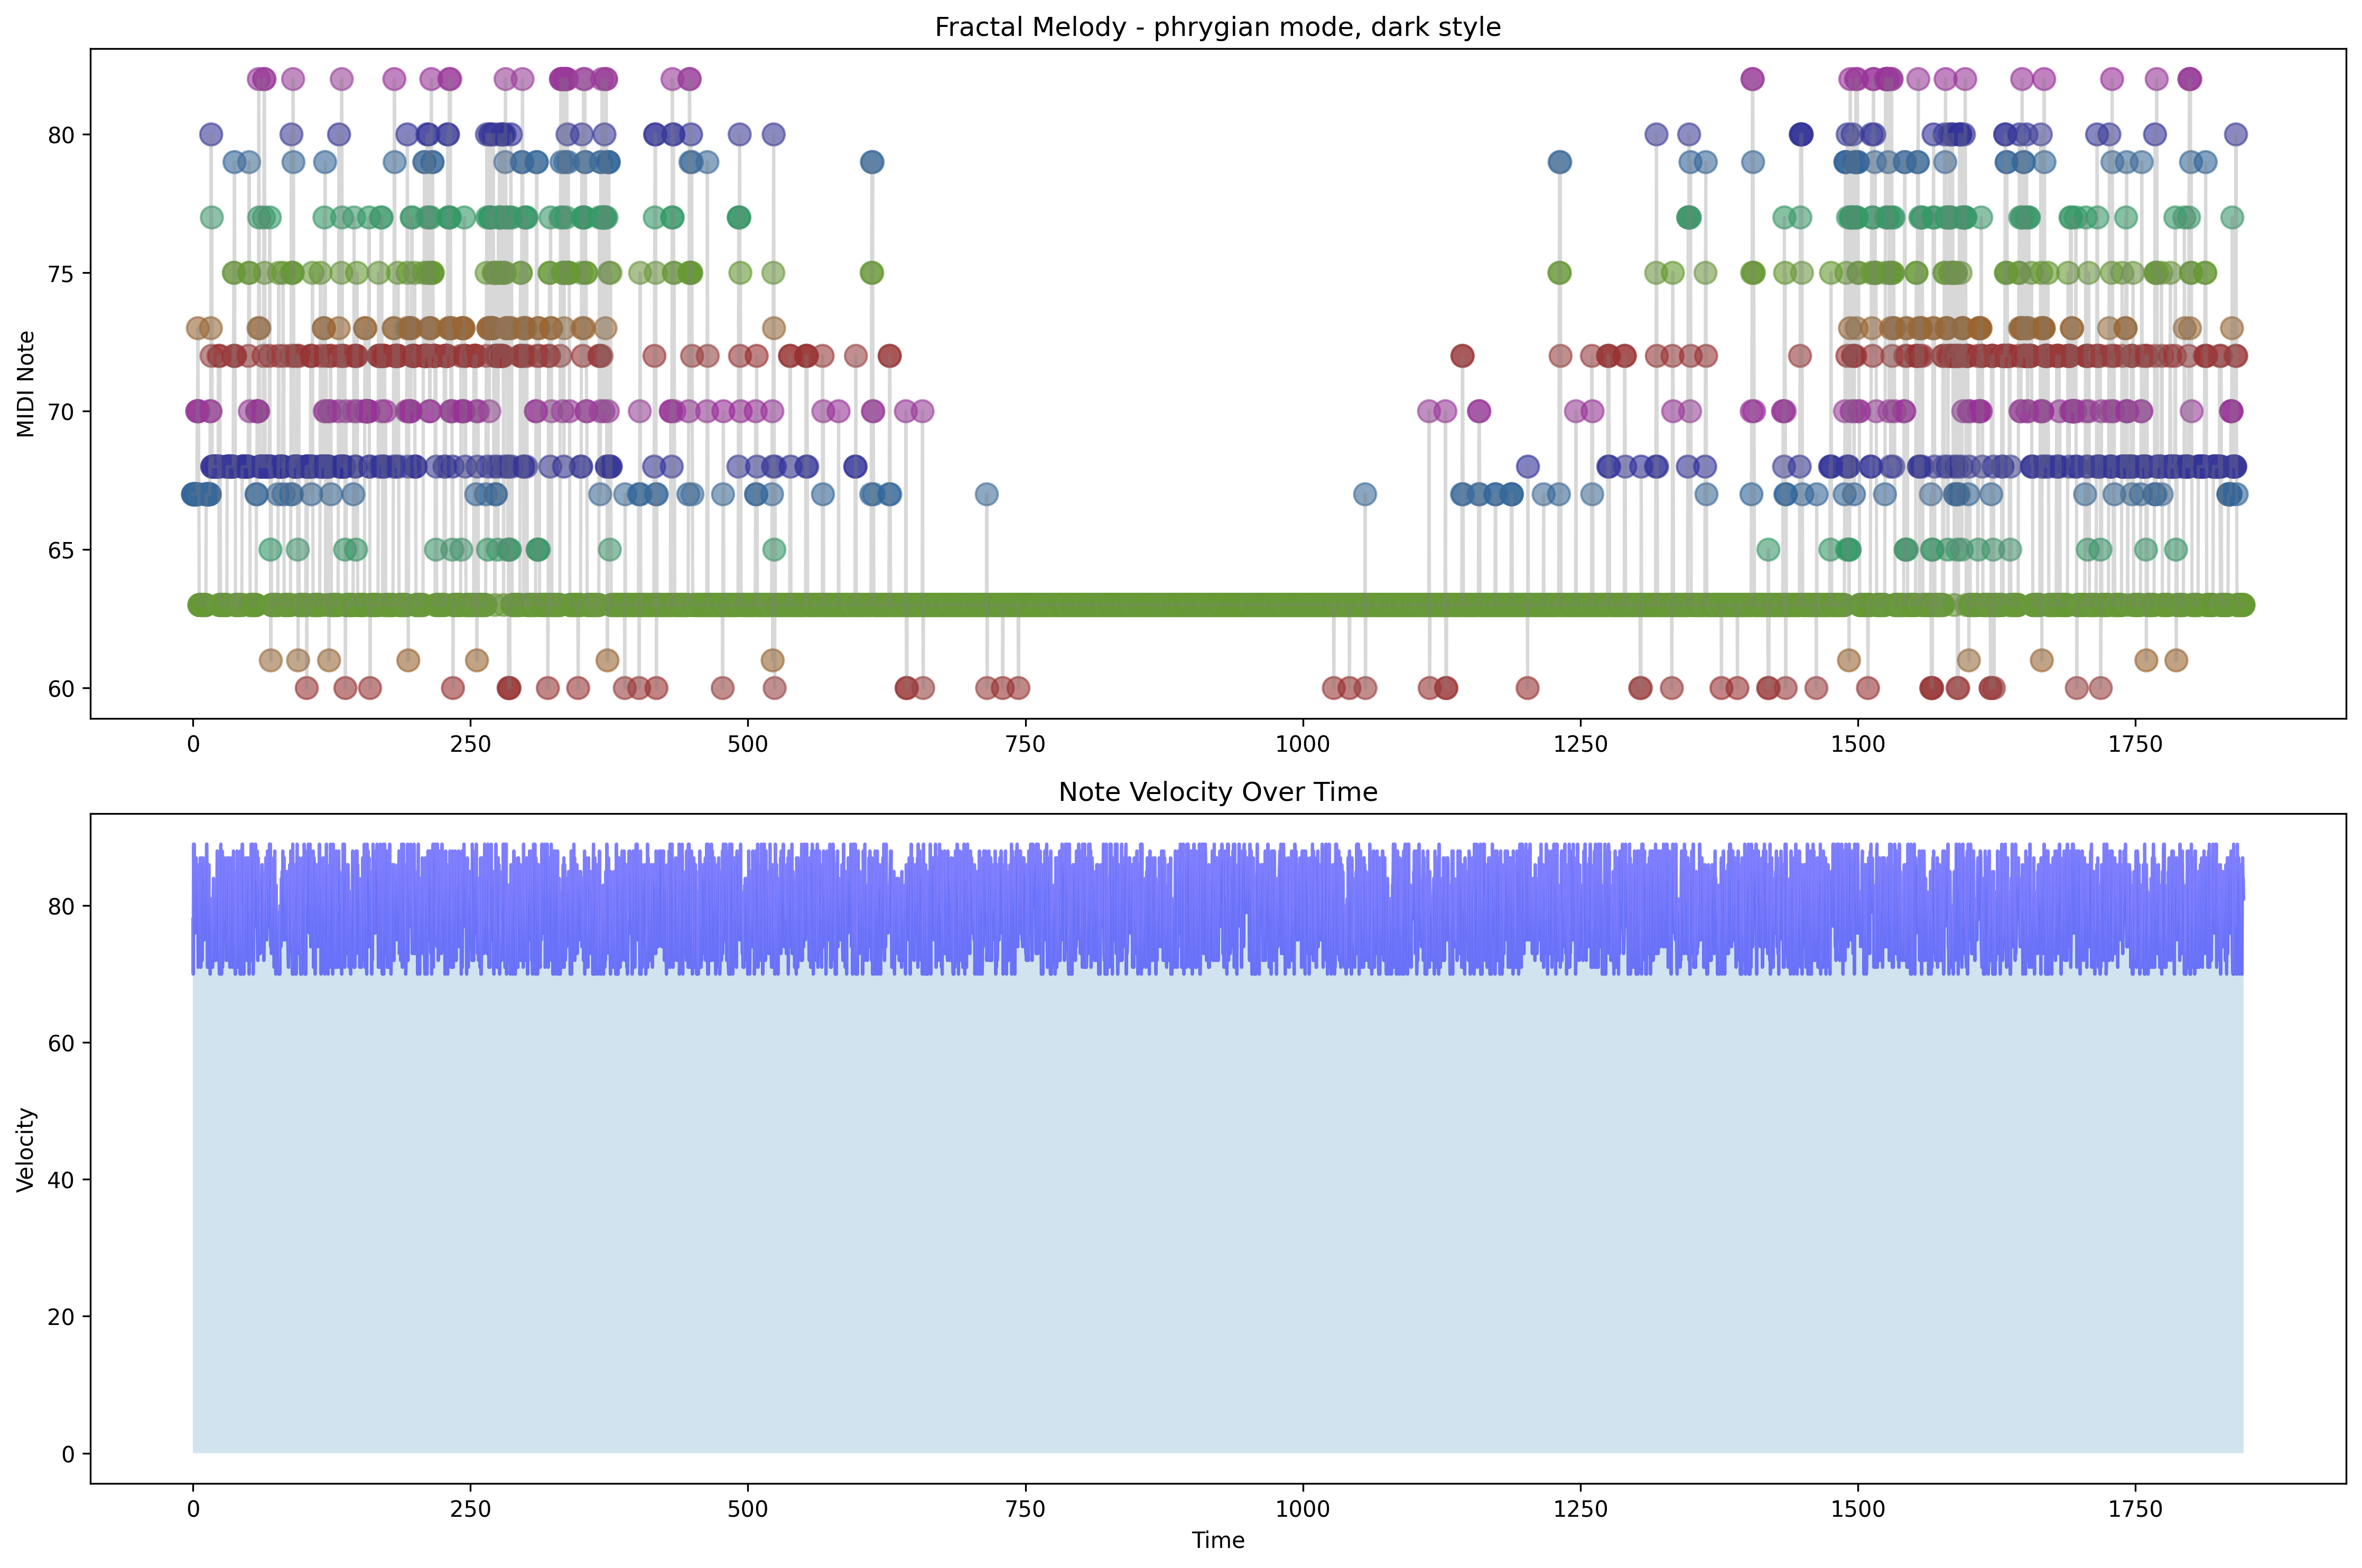 Fractal Melody - phrygian mode, dark style
MIDI Note
80
75
70
65
60
0 250 500 750 1000 1250 1500 1750
Note Velocity Over Time
Velocity
80
60
40
20
0
0 250 500 750 1000 1250 1500 1750
Time